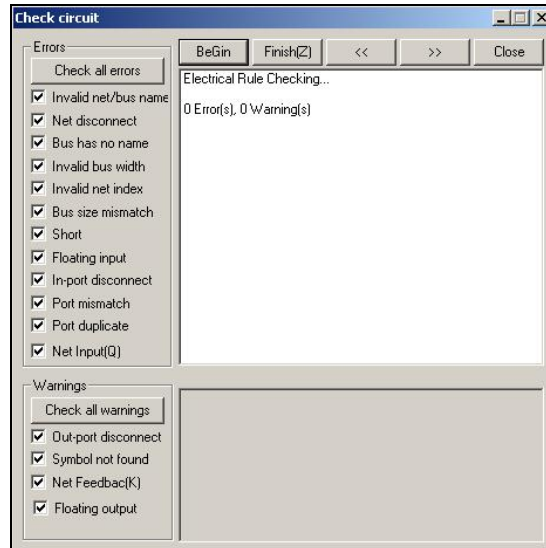 Check circuit
Errors
Check all errors
Invalid net/bus name
Net disconnect
Bus has no name
Invalid bus width
Invalid net index
Bus size mismatch
Short
Floating input
In-port disconnect
Port mismatch
Port duplicate
Net Input(Q)
BeGin Finish(Z) << >> Close
Electrical Rule Checking...
0 Error(s), 0 Warning(s)
Warnings
Check all warnings
Out-port disconnect
Symbol not found
Net Feedbac(K)
Floating output